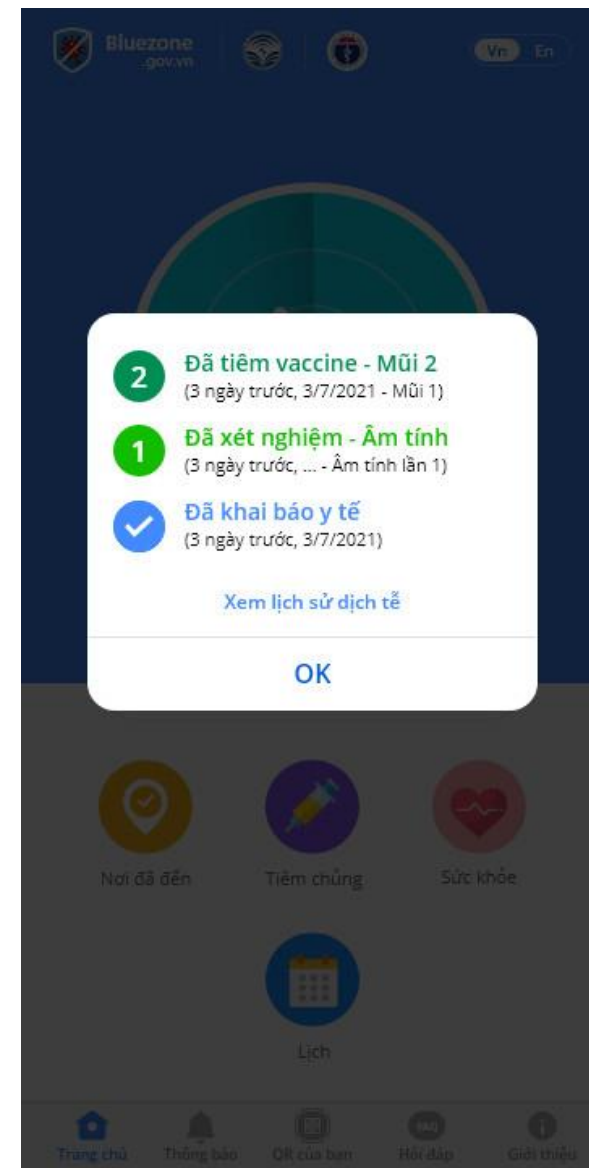 Bluezone
.gov.vn
Vn En
2 Đã tiêm vaccine - Mũi 2
(3 ngày trước, 3/7/2021 - Mũi 1)
1 Đã xét nghiệm - Âm tính
(3 ngày trước, ... - Âm tính lần 1)
Đã khai báo y tế
(3 ngày trước, 3/7/2021)
Xem lịch sử dịch tễ
OK
Nơi đã đến Tiêm chủng Sức khỏe
Lịch
FAQ
Trang chủ Thông báo QR của bạn Hỏi đáp Giới thiệu